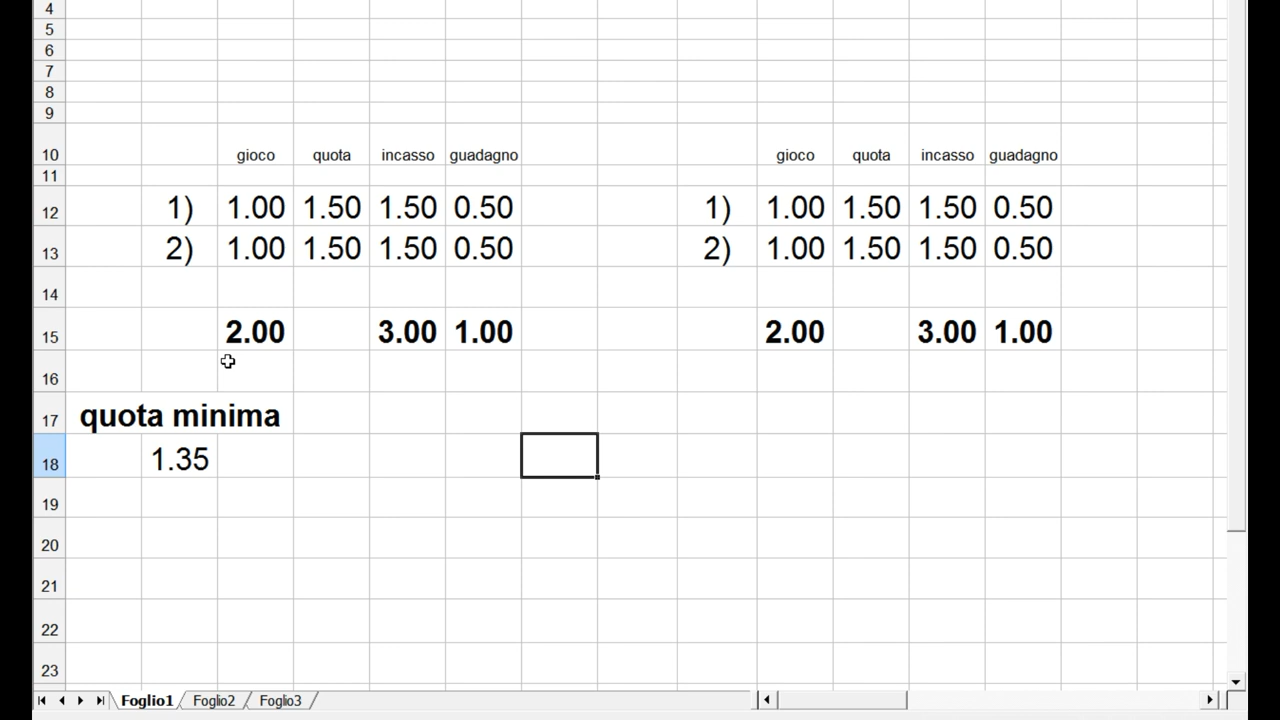 4
5
6
7
8
9
10 gioco quota incasso guadagno gioco quota incasso guadagno
11
12 1) 1.00 1.50 1.50 0.50 1) 1.00 1.50 1.50 0.50
13 2) 1.00 1.50 1.50 0.50 2) 1.00 1.50 1.50 0.50
14
15 2.00 3.00 1.00 2.00 3.00 1.00
16
17 quota minima
18 1.35
19
20
21
22
23
Foglio1 Foglio2 Foglio3